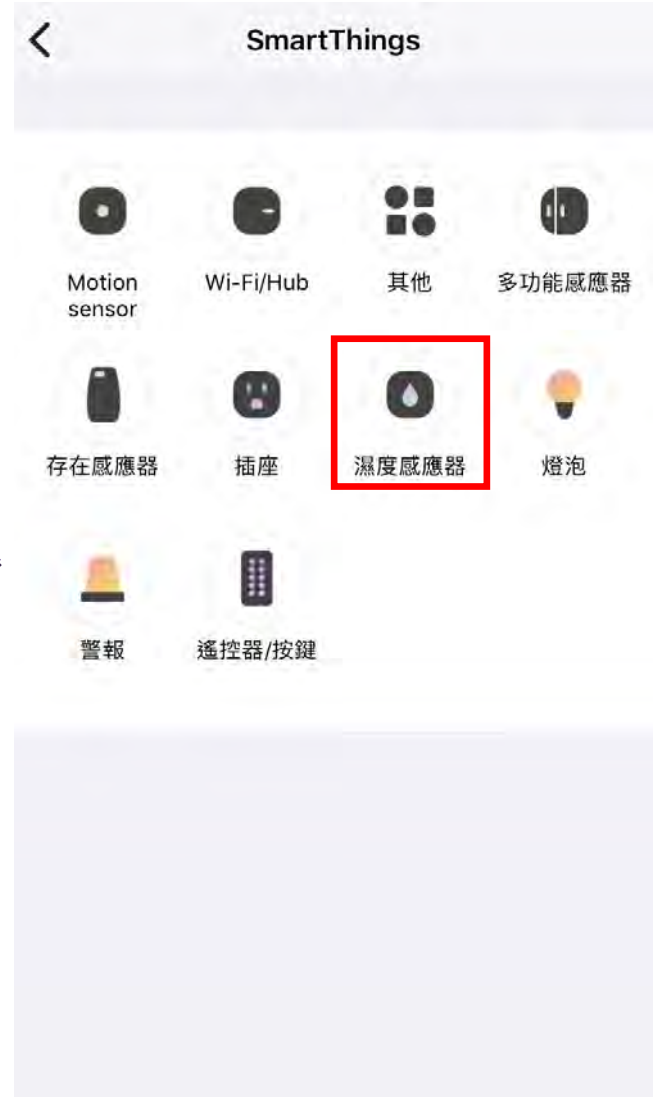 SmartThings
Motion
sensor
Wi-Fi/Hub
其他
多功能感應器
存在感應器
插座
濕度感應器
燈泡
警報
遙控器/按鍵